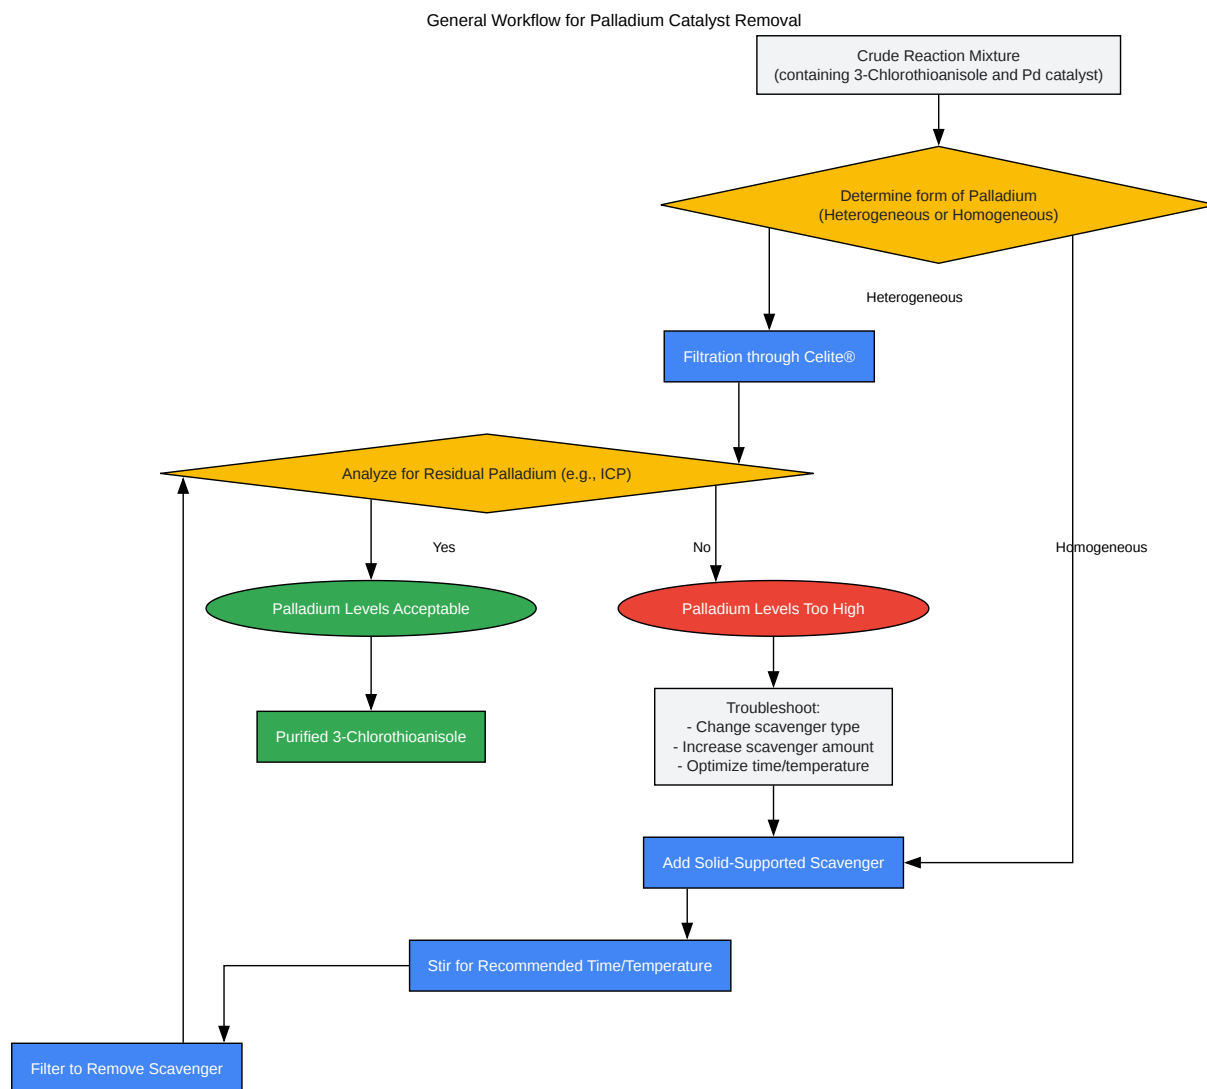 General Workflow for Palladium Catalyst Removal
Crude Reaction Mixture
(containing 3-Chlorothioanisole and Pd catalyst)
Determine form of Palladium
(Heterogeneous or Homogeneous)
Heterogeneous
Filtration through Celite®
Analyze for Residual Palladium (e.g., ICP)
Yes
No
Homogeneous
Palladium Levels Acceptable
Palladium Levels Too High
Purified 3-Chlorothioanisole
Troubleshoot:
- Change scavenger type
- Increase scavenger amount
- Optimize time/temperature
Add Solid-Supported Scavenger
Stir for Recommended Time/Temperature
Filter to Remove Scavenger